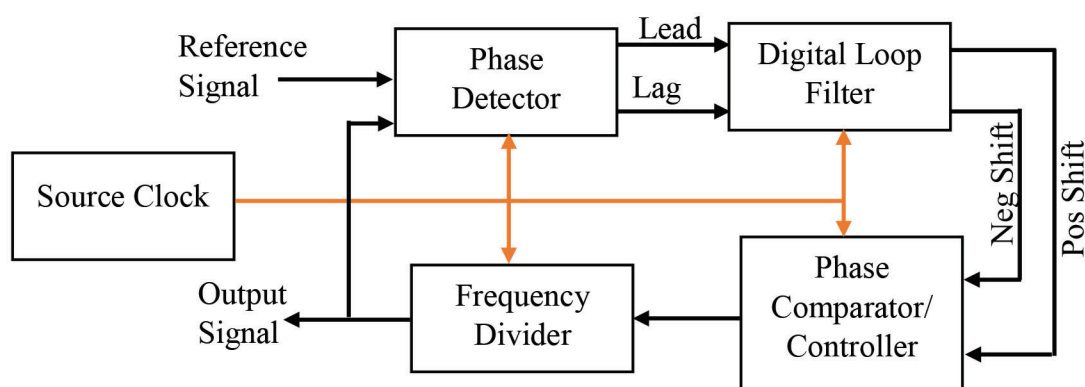 Reference
Signal
Phase
Detector
Lead
Lag
Digital Loop
Filter
Source Clock
Neg Shift
Pos Shift
Output
Signal
Frequency
Divider
Phase
Comparator/
Controller